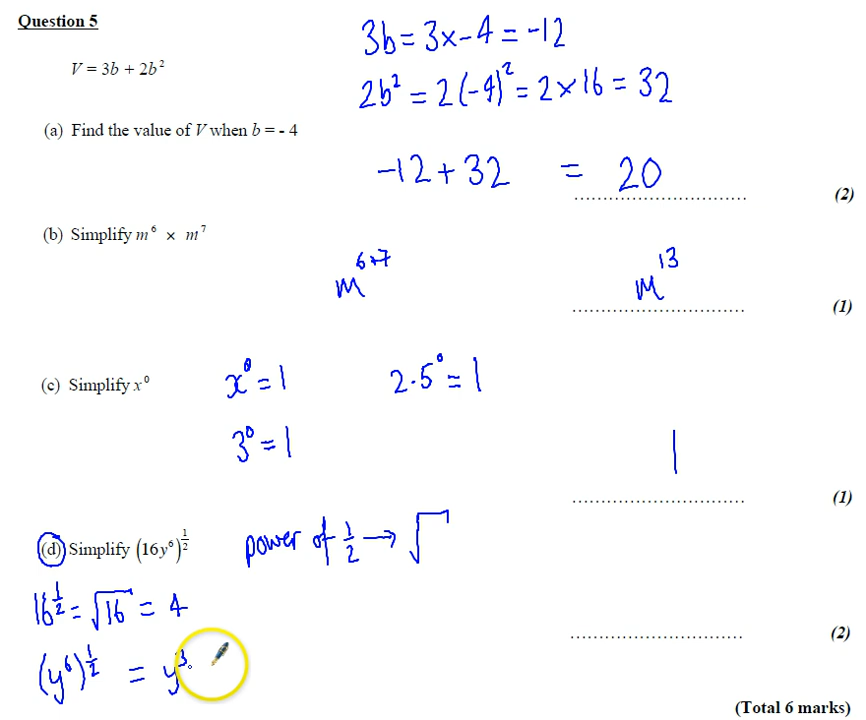 Question 5
3b = 3x-4 = -12
V = 3b + 2b²
2b² = 2(-4)² = 2 × 16 = 32
(a) Find the value of V when b = - 4
-12 + 32 = 20
(2)
(b) Simplify m⁶ × m⁷
m⁶⁺⁷ m¹³
(1)
(c) Simplify x⁰ x⁰ = 1 2.5⁰ = 1
3⁰ = 1 1
(1)
(d) Simplify (16y⁶)^½ power of ½ → √
16^½ = √16 = 4
(2)
(y⁶)^½ = y³
(Total 6 marks)